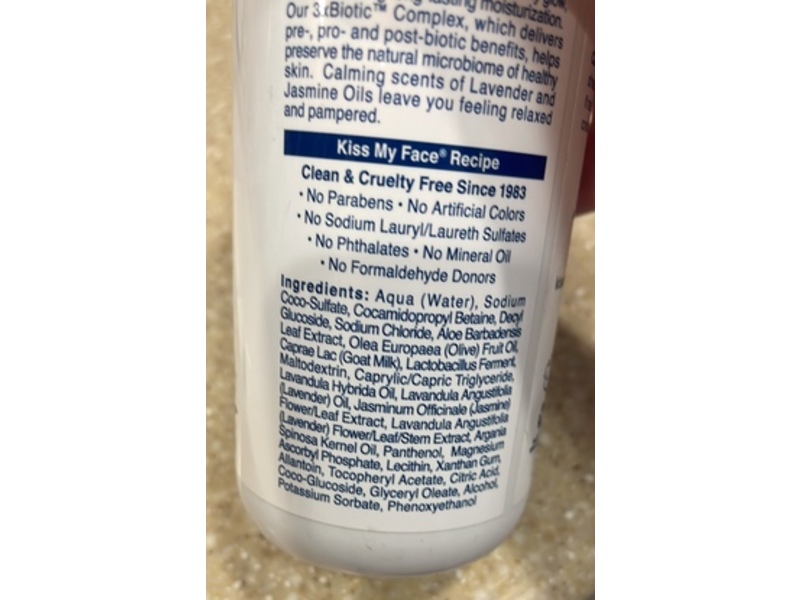 lasting moisturization.
Our 3xBiotic™ Complex, which delivers
pre-, pro- and post-biotic benefits, helps
preserve the natural microbiome of healthy
skin. Calming scents of Lavender and
Jasmine Oils leave you feeling relaxed
and pampered.
Kiss My Face® Recipe
Clean & Cruelty Free Since 1983
• No Parabens • No Artificial Colors
• No Sodium Lauryl/Laureth Sulfates
• No Phthalates • No Mineral Oil
• No Formaldehyde Donors
Ingredients: Aqua (Water), Sodium
Coco-Sulfate, Cocamidopropyl Betaine, Decyl
Glucoside, Sodium Chloride, Aloe Barbadensis
Leaf Extract, Olea Europaea (Olive) Fruit Oil,
Caprae Lac (Goat Milk), Lactobacillus Ferment,
Maltodextrin, Caprylic/Capric Triglyceride,
Lavandula Hybrida Oil, Lavandula Angustifolia
(Lavender) Oil, Jasminum Officinale (Jasmine)
Flower/Leaf Extract, Lavandula Angustifolia
(Lavender) Flower/Leaf/Stem Extract, Argania
Spinosa Kernel Oil, Panthenol, Magnesium
Ascorbyl Phosphate, Lecithin, Xanthan Gum,
Allantoin, Tocopheryl Acetate, Citric Acid,
Coco-Glucoside, Glyceryl Oleate, Alcohol,
Potassium Sorbate, Phenoxyethanol